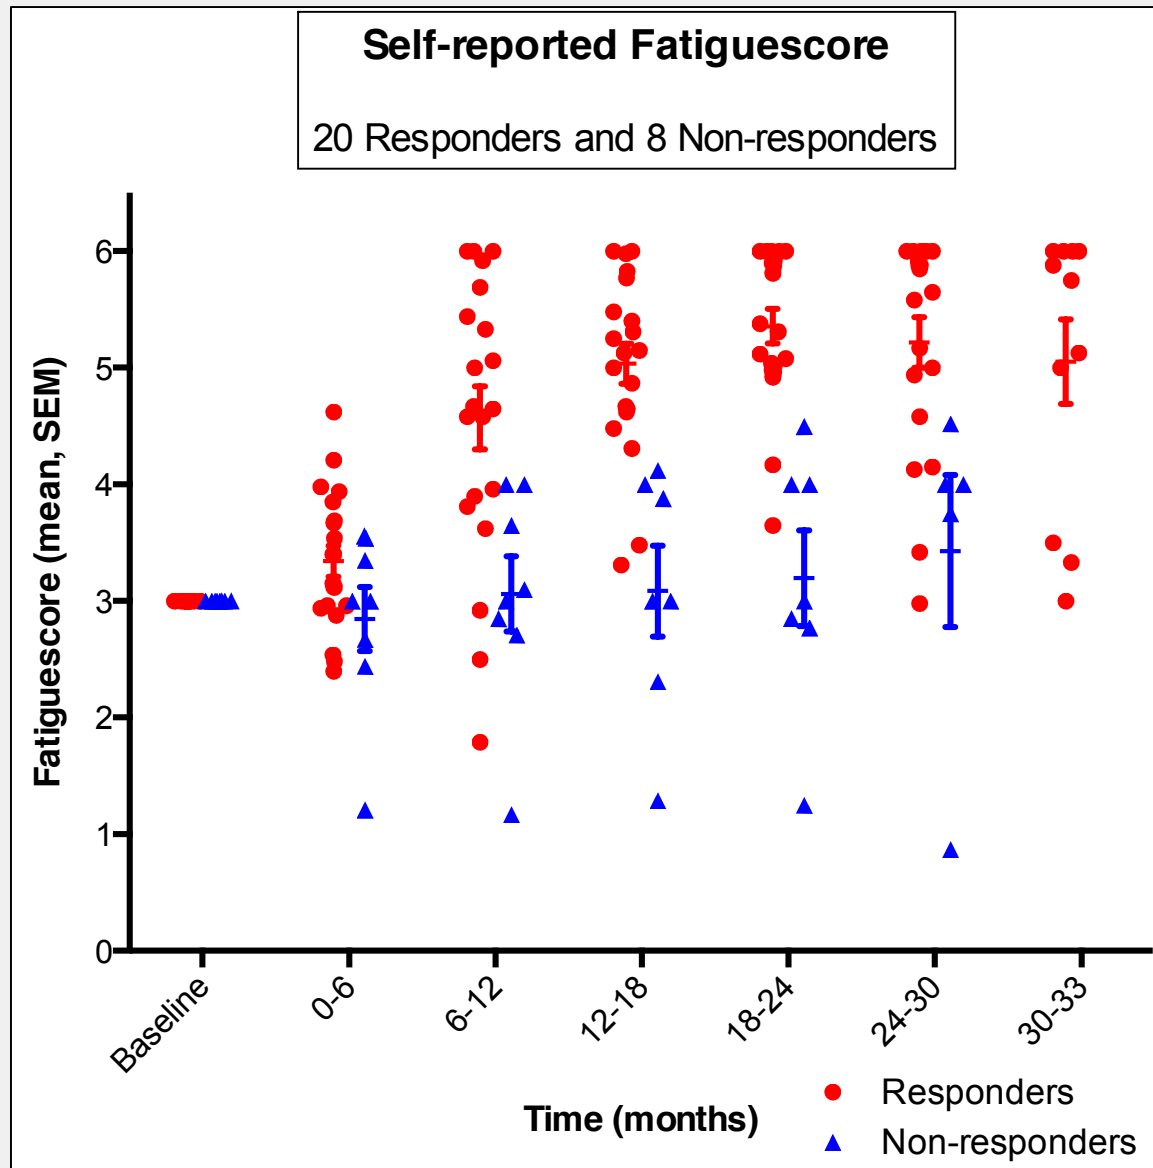 Self-reported Fatiguescore
20 Responders and 8 Non-responders
Fatiguescore (mean, SEM)
6
5
4
3
2
1
0
Baseline
0-6
6-12
12-18
18-24
24-30
30-33
Time (months)
Responders
Non-responders